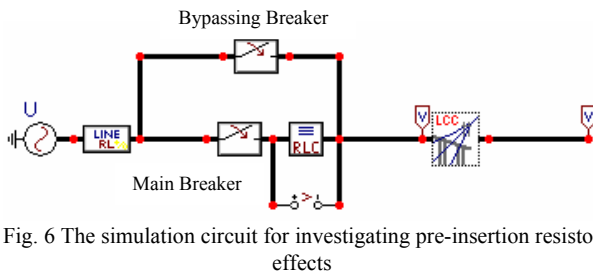 Bypassing Breaker
U
V
LCC
V
LINE
RL
RLC
Main Breaker
+ > -
Fig. 6 The simulation circuit for investigating pre-insertion resisto
effects